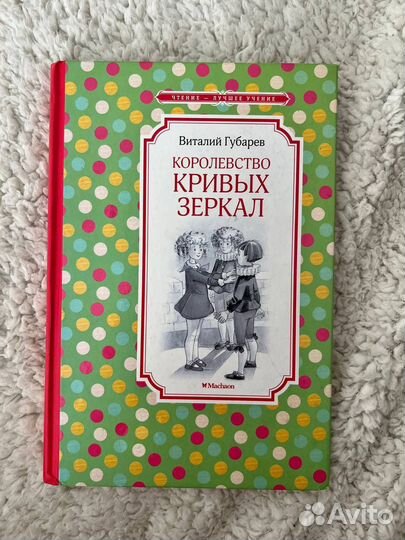 ЧТЕНИЕ – ЛУЧШЕЕ УЧЕНИЕ
Виталий Губарев
КОРОЛЕВСТВО
КРИВЫХ
ЗЕРКАЛ
Machaon
Avito